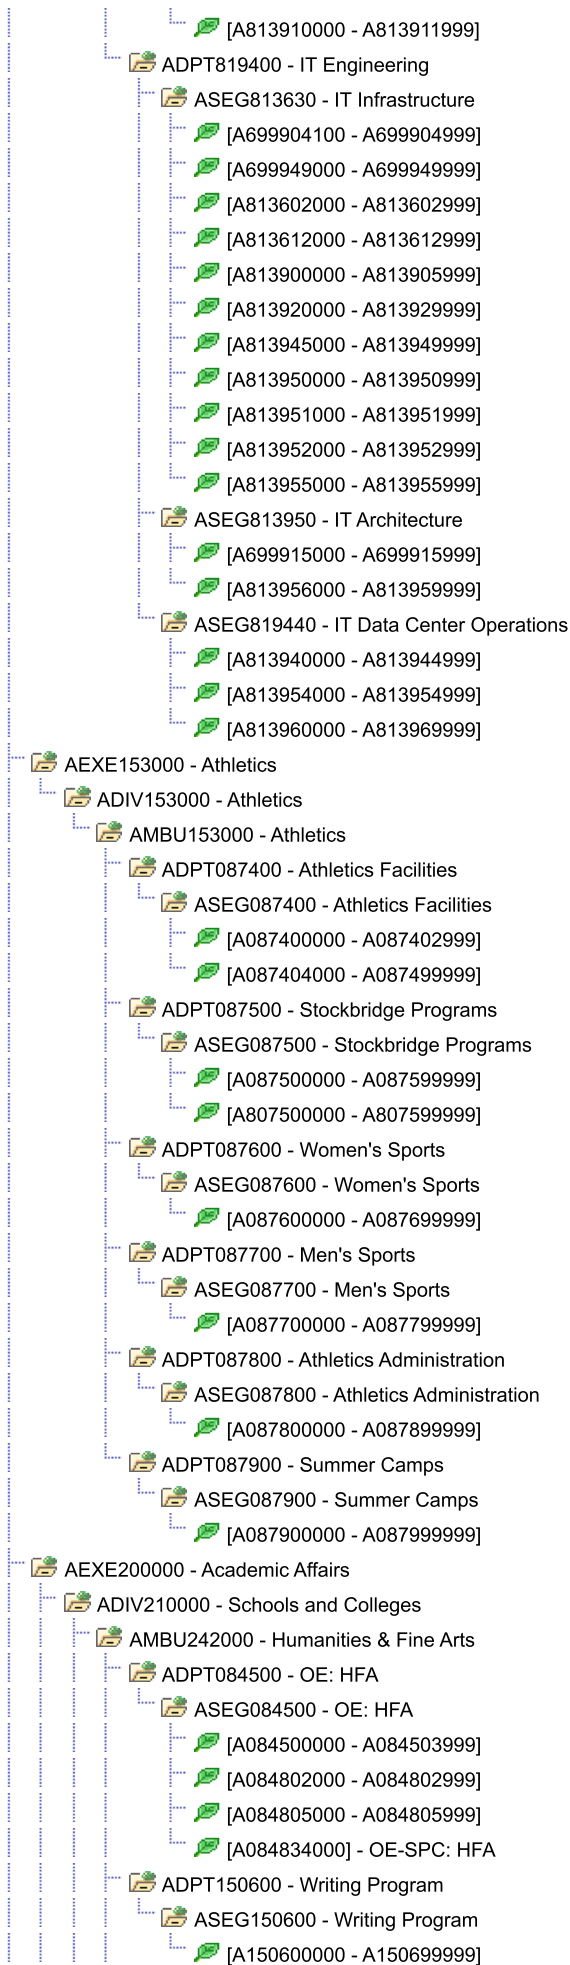 [A813910000 - A813911999]
ADPT819400 - IT Engineering
ASEG813630 - IT Infrastructure
[A699904100 - A699904999]
[A699949000 - A699949999]
[A813602000 - A813602999]
[A813612000 - A813612999]
[A813900000 - A813905999]
[A813920000 - A813929999]
[A813945000 - A813949999]
[A813950000 - A813950999]
[A813951000 - A813951999]
[A813952000 - A813952999]
[A813955000 - A813955999]
ASEG813950 - IT Architecture
[A699915000 - A699915999]
[A813956000 - A813959999]
ASEG819440 - IT Data Center Operations
[A813940000 - A813944999]
[A813954000 - A813954999]
[A813960000 - A813969999]
AEXE153000 - Athletics
ADIV153000 - Athletics
AMBU153000 - Athletics
ADPT087400 - Athletics Facilities
ASEG087400 - Athletics Facilities
[A087400000 - A087402999]
[A087404000 - A087499999]
ADPT087500 - Stockbridge Programs
ASEG087500 - Stockbridge Programs
[A087500000 - A087599999]
[A807500000 - A807599999]
ADPT087600 - Women's Sports
ASEG087600 - Women's Sports
[A087600000 - A087699999]
ADPT087700 - Men's Sports
ASEG087700 - Men's Sports
[A087700000 - A087799999]
ADPT087800 - Athletics Administration
ASEG087800 - Athletics Administration
[A087800000 - A087899999]
ADPT087900 - Summer Camps
ASEG087900 - Summer Camps
[A087900000 - A087999999]
AEXE200000 - Academic Affairs
ADIV210000 - Schools and Colleges
AMBU242000 - Humanities & Fine Arts
ADPT084500 - OE: HFA
ASEG084500 - OE: HFA
[A084500000 - A084503999]
[A084802000 - A084802999]
[A084805000 - A084805999]
[A084834000] - OE-SPC: HFA
ADPT150600 - Writing Program
ASEG150600 - Writing Program
[A150600000 - A150699999]